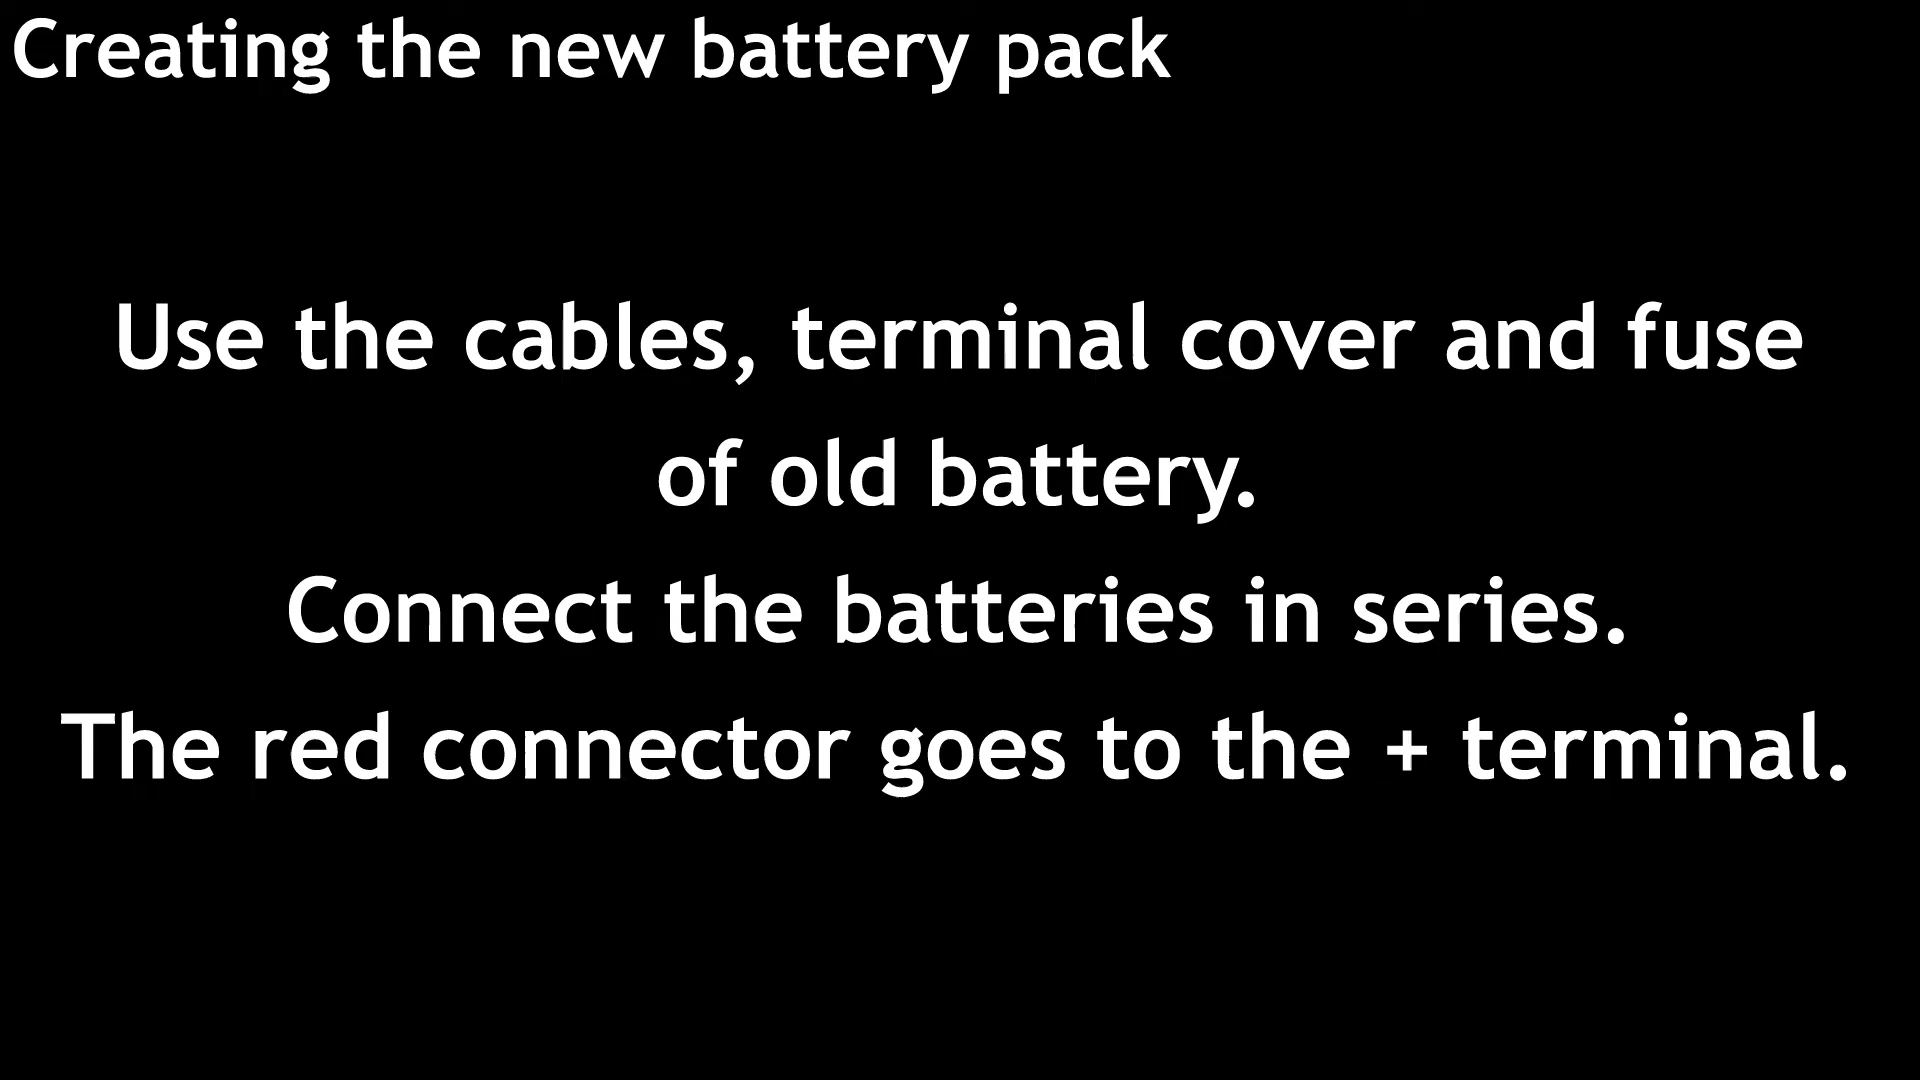 Creating the new battery pack
Use the cables, terminal cover and fuse
of old battery.
Connect the batteries in series.
The red connector goes to the + terminal.